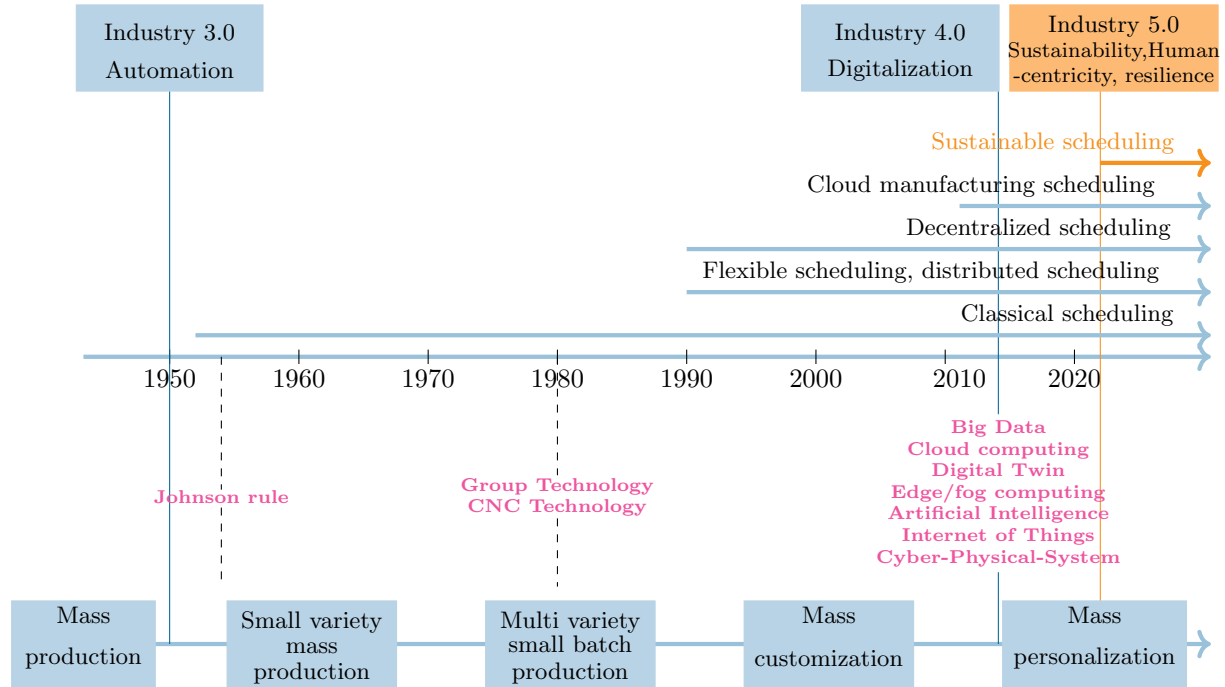 Industry 3.0
Automation
Industry 4.0
Digitalization
Industry 5.0
Sustainability,Human
-centricity, resilience
Sustainable scheduling
Cloud manufacturing scheduling
Decentralized scheduling
Flexible scheduling, distributed scheduling
Classical scheduling
1950 1960 1970 1980 1990 2000 2010 2020
Johnson rule
Group Technology
CNC Technology
Big Data
Cloud computing
Digital Twin
Edge/fog computing
Artificial Intelligence
Internet of Things
Cyber-Physical-System
Mass
production
Small variety
mass
production
Multi variety
small batch
production
Mass
customization
Mass
personalization